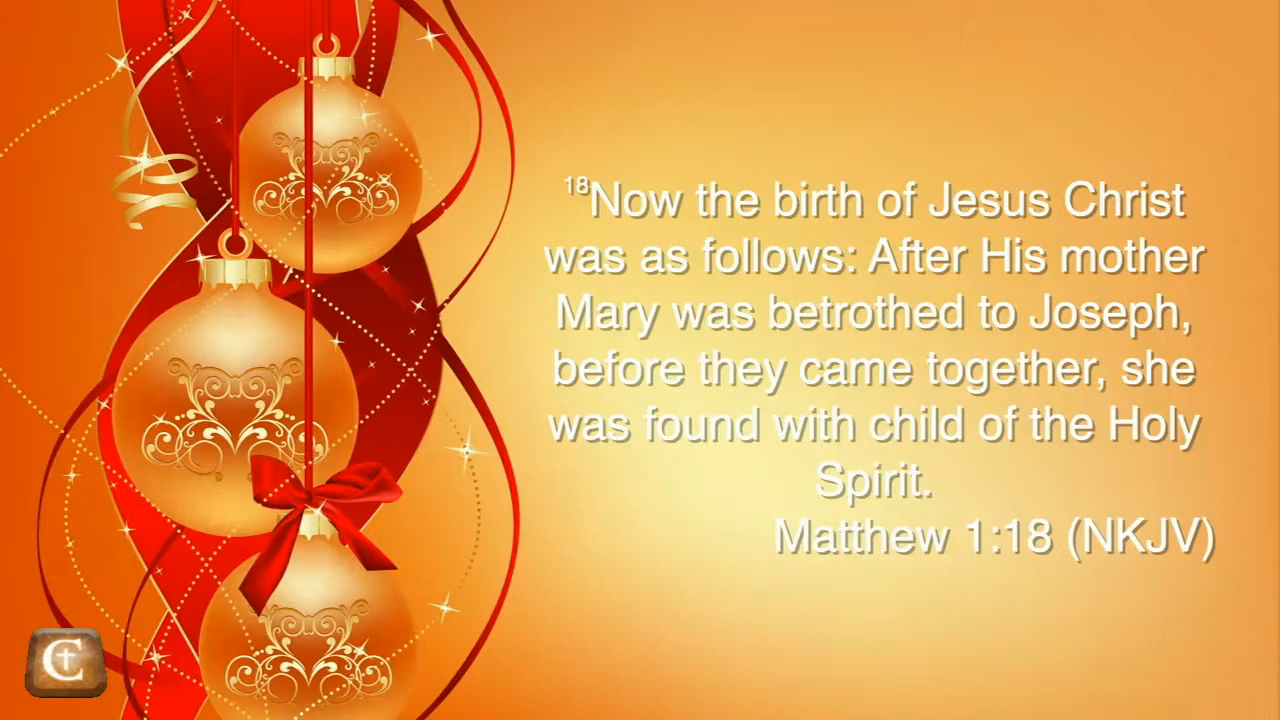 18Now the birth of Jesus Christ
was as follows: After His mother
Mary was betrothed to Joseph,
before they came together, she
was found with child of the Holy
Spirit.
Matthew 1:18 (NKJV)
C